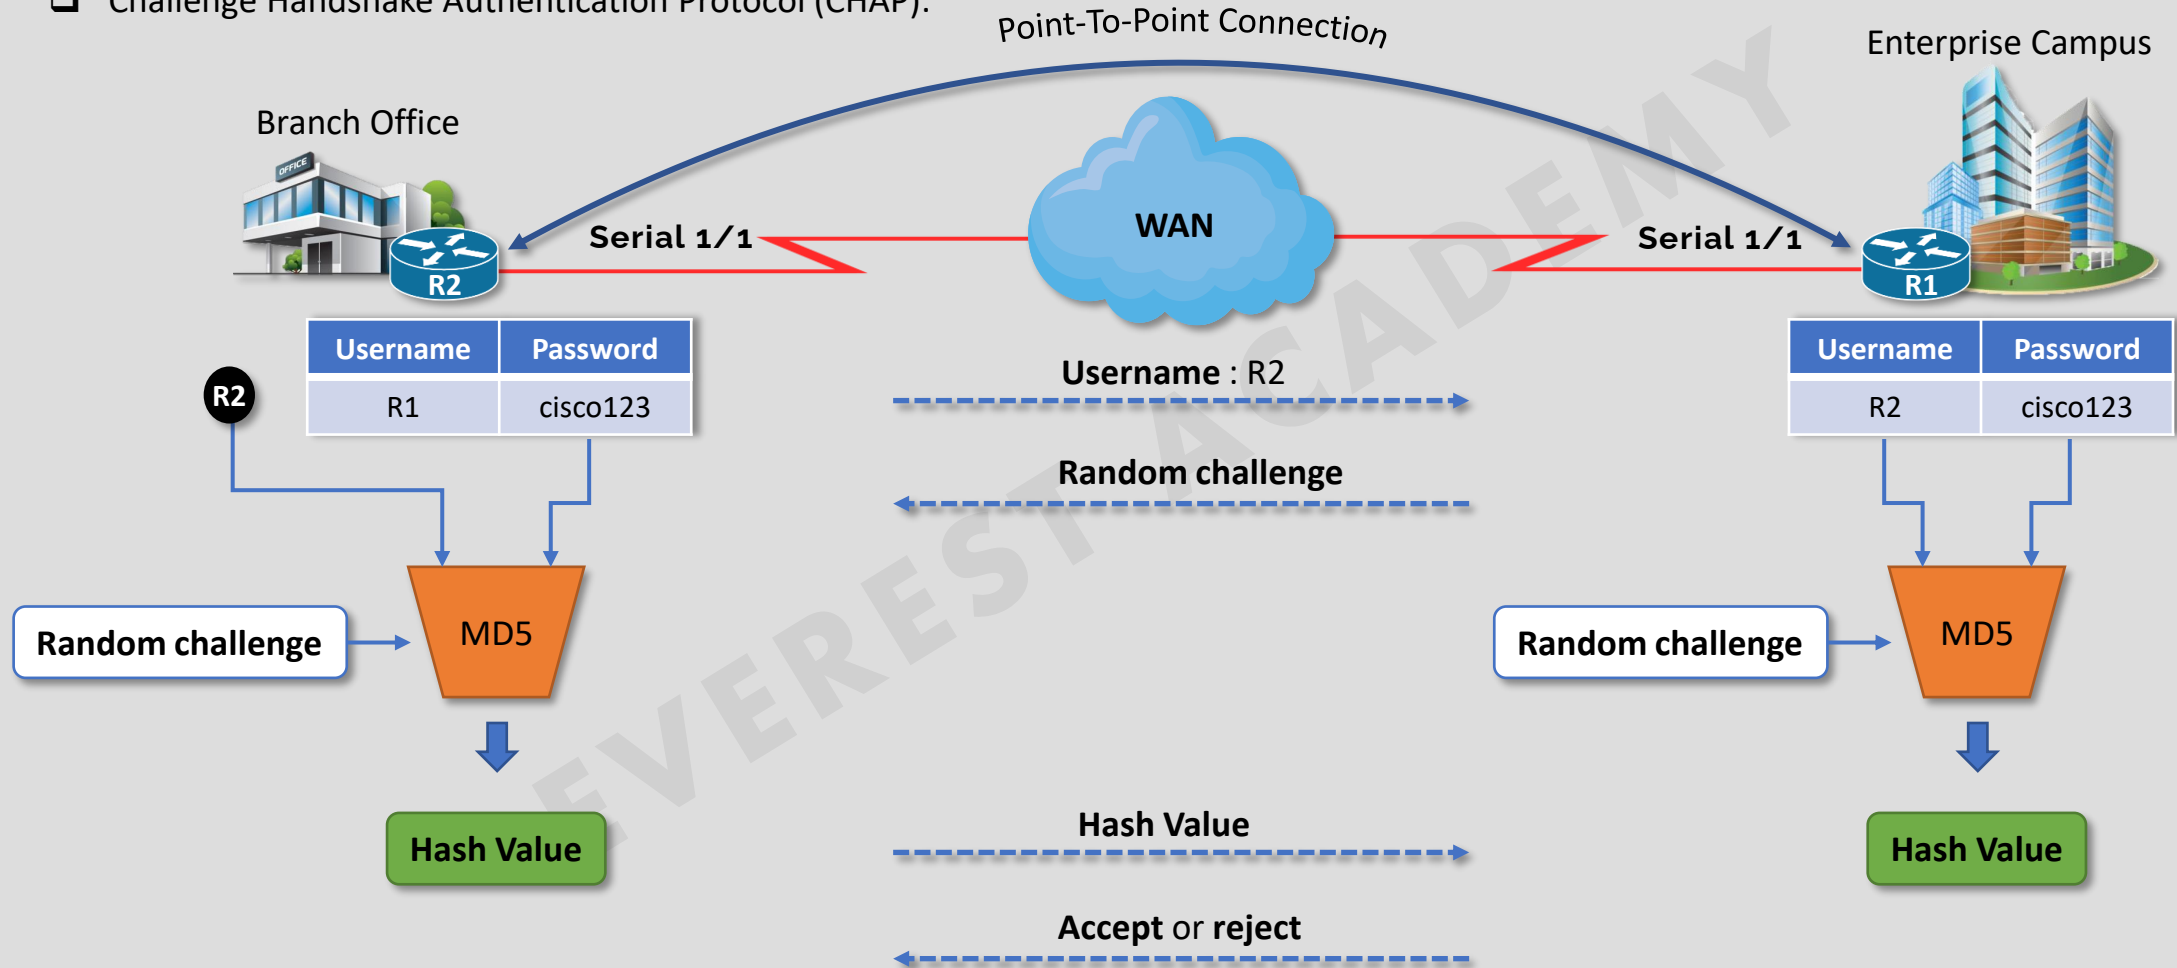 ❑ Challenge Handshake Authentication Protocol (CHAP):
Point-To-Point Connection
Enterprise Campus
Branch Office
OFFICE
WAN
Serial 1/1
Serial 1/1
R2
R1
Username Password
R1 cisco123
Username Password
R2 cisco123
R2
Username : R2
Random challenge
Random challenge
MD5
Random challenge
MD5
Hash Value
Hash Value
Hash Value
Accept or reject
EVEREST ACADEMY